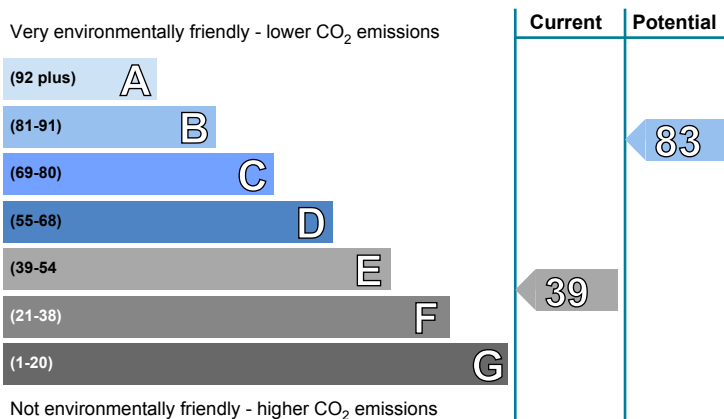 Very environmentally friendly - lower CO₂ emissions
Current
Potential
(92 plus) A
(81-91) B
83
(69-80) C
(55-68) D
(39-54 E
39
(21-38) F
(1-20) G
Not environmentally friendly - higher CO₂ emissions